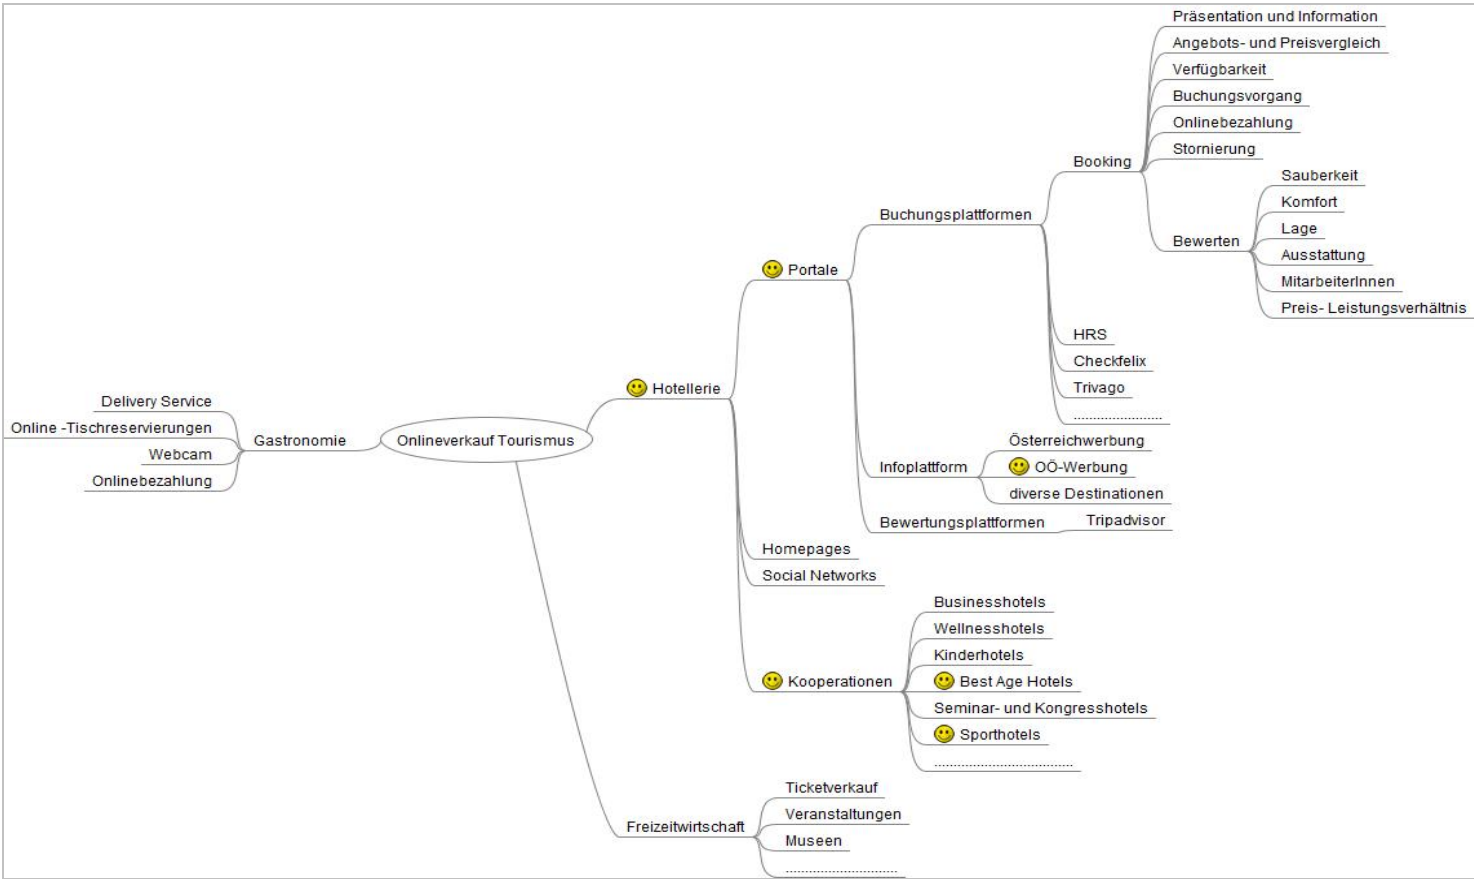 Präsentation und Information
Angebots- und Preisvergleich
Verfügbarkeit
Buchungsvorgang
Onlinebezahlung
Stornierung
Booking
Sauberkeit
Komfort
Lage
Ausstattung
MitarbeiterInnen
Preis- Leistungsverhältnis
Bewerten
Buchungsplattformen
HRS
Checkfelix
Trivago
........................
Portale
Österreichwerbung
OÖ-Werbung
diverse Destinationen
Infoplattform
Bewertungsplattformen
Tripadvisor
Hotellerie
Homepages
Social Networks
Businesshotels
Wellnesshotels
Kinderhotels
Best Age Hotels
Seminar- und Kongresshotels
Sporthotels
....................................
Kooperationen
Delivery Service
Online -Tischreservierungen
Webcam
Onlinebezahlung
Gastronomie
Onlineverkauf Tourismus
Freizeitwirtschaft
Ticketverkauf
Veranstaltungen
Museen
.............................